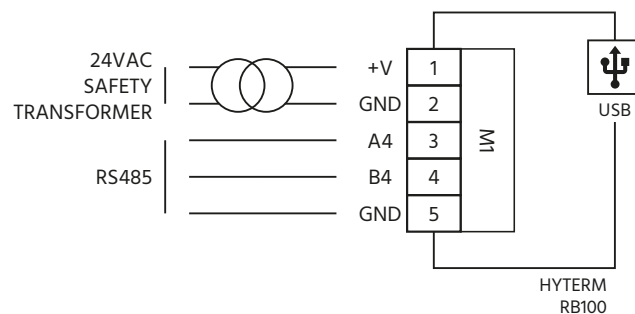 24VAC
SAFETY
TRANSFORMER
RS485
+V 1
GND 2
A4 3
B4 4
GND 5
M1
USB
HYTERM
RB100